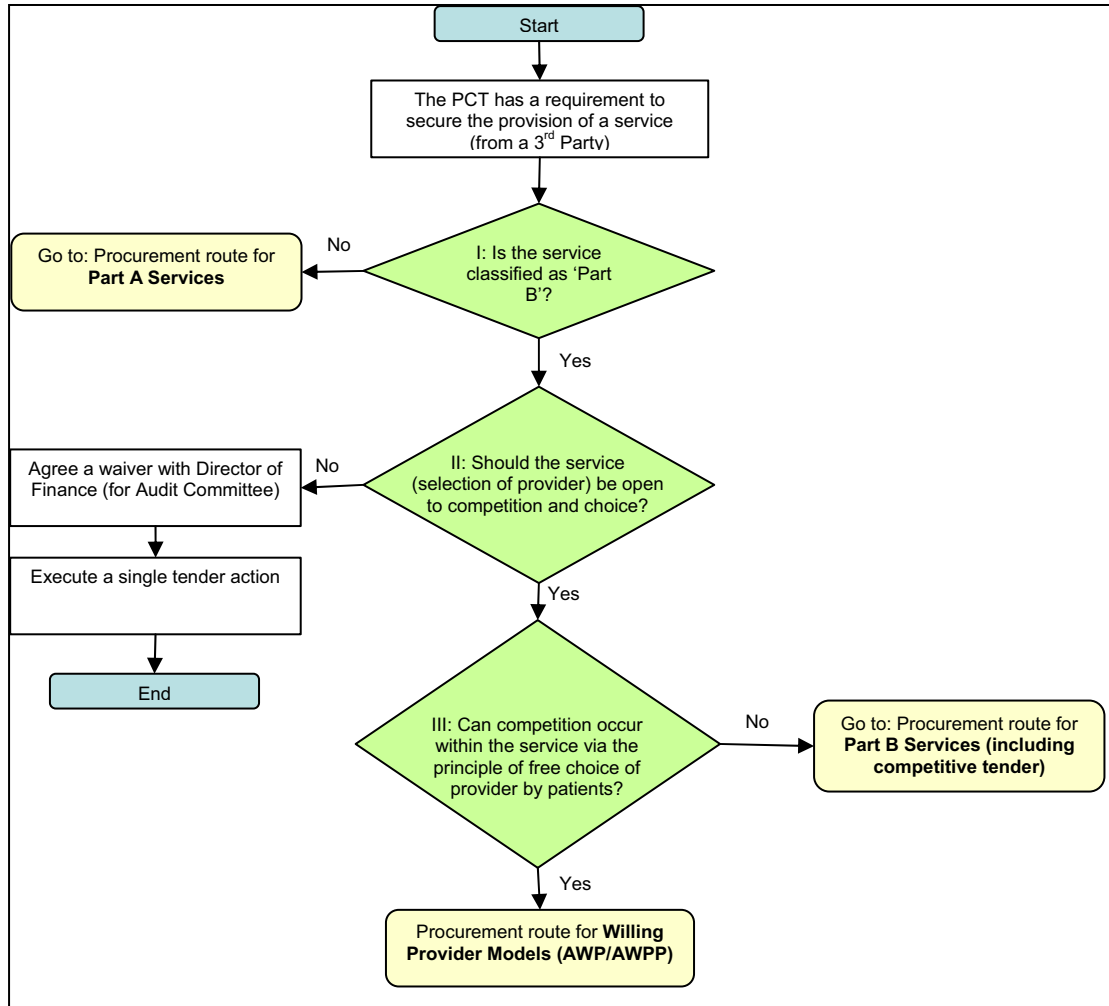 Start
The PCT has a requirement to
secure the provision of a service
(from a 3rd Party)
No
Go to: Procurement route for
Part A Services
I: Is the service
classified as ‘Part
B’?
Yes
Agree a waiver with Director of
Finance (for Audit Committee)
No
II: Should the service
(selection of provider) be open
to competition and choice?
Execute a single tender action
Yes
End
III: Can competition occur
within the service via the
principle of free choice of
provider by patients?
No
Go to: Procurement route for
Part B Services (including
competitive tender)
Yes
Procurement route for Willing
Provider Models (AWP/AWPP)